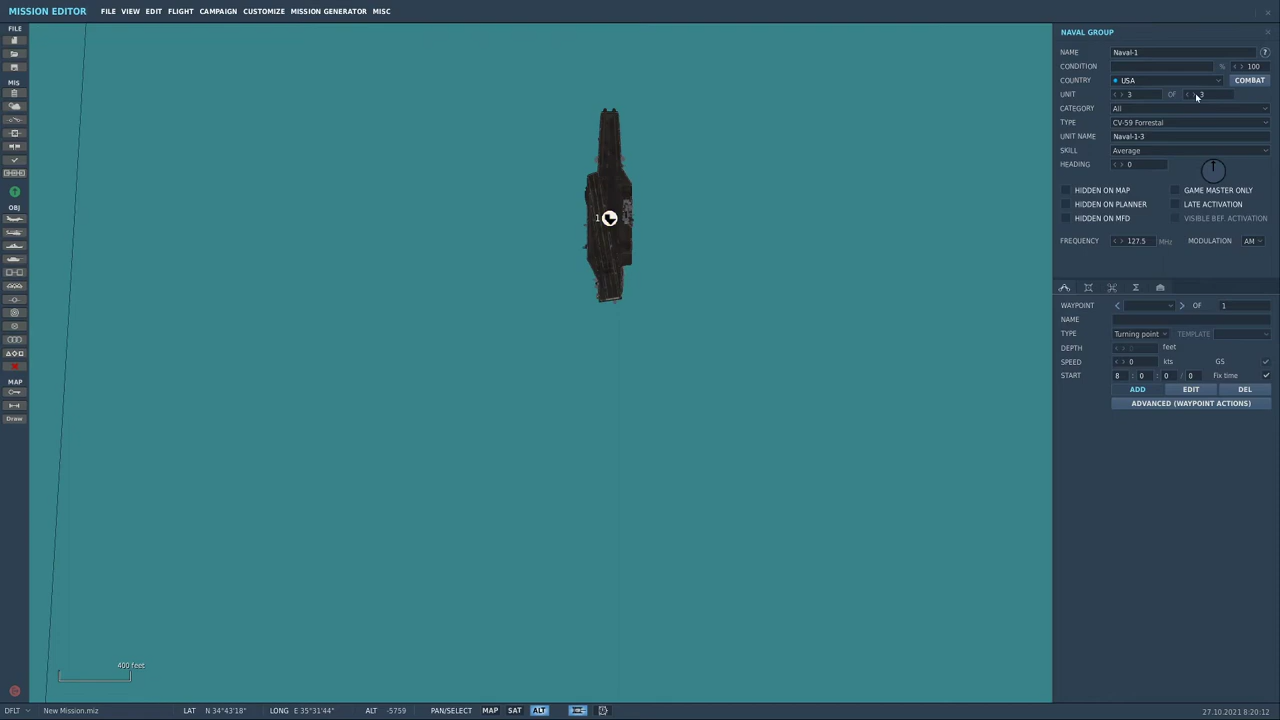 MISSION EDITOR FILE VIEW EDIT FLIGHT CAMPAIGN CUSTOMIZE MISSION GENERATOR MISC
FILE
MIS
OBJ
MAP
Draw
1
400 feet
NAVAL GROUP
NAME Naval-1 ?
CONDITION % < > 100
COUNTRY USA COMBAT
UNIT < > 3 OF < > 3
CATEGORY All
TYPE CV-59 Forrestal
UNIT NAME Naval-1-3
SKILL Average
HEADING < > 0
HIDDEN ON MAP GAME MASTER ONLY
HIDDEN ON PLANNER LATE ACTIVATION
HIDDEN ON MFD VISIBLE BEF. ACTIVATION
FREQUENCY < > 127.5 MHz MODULATION AM
WAYPOINT < > OF 1
NAME
TYPE Turning point TEMPLATE
DEPTH < > feet
SPEED < > 0 kts GS
START 8 : 0 : 0 / 0 Fix time
ADD EDIT DEL
ADVANCED (WAYPOINT ACTIONS)
DFLT New Mission.miz LAT N 34°43'18" LONG E 35°31'44" ALT -5759 PAN/SELECT MAP SAT ALT 27.10.2021 8:20:12